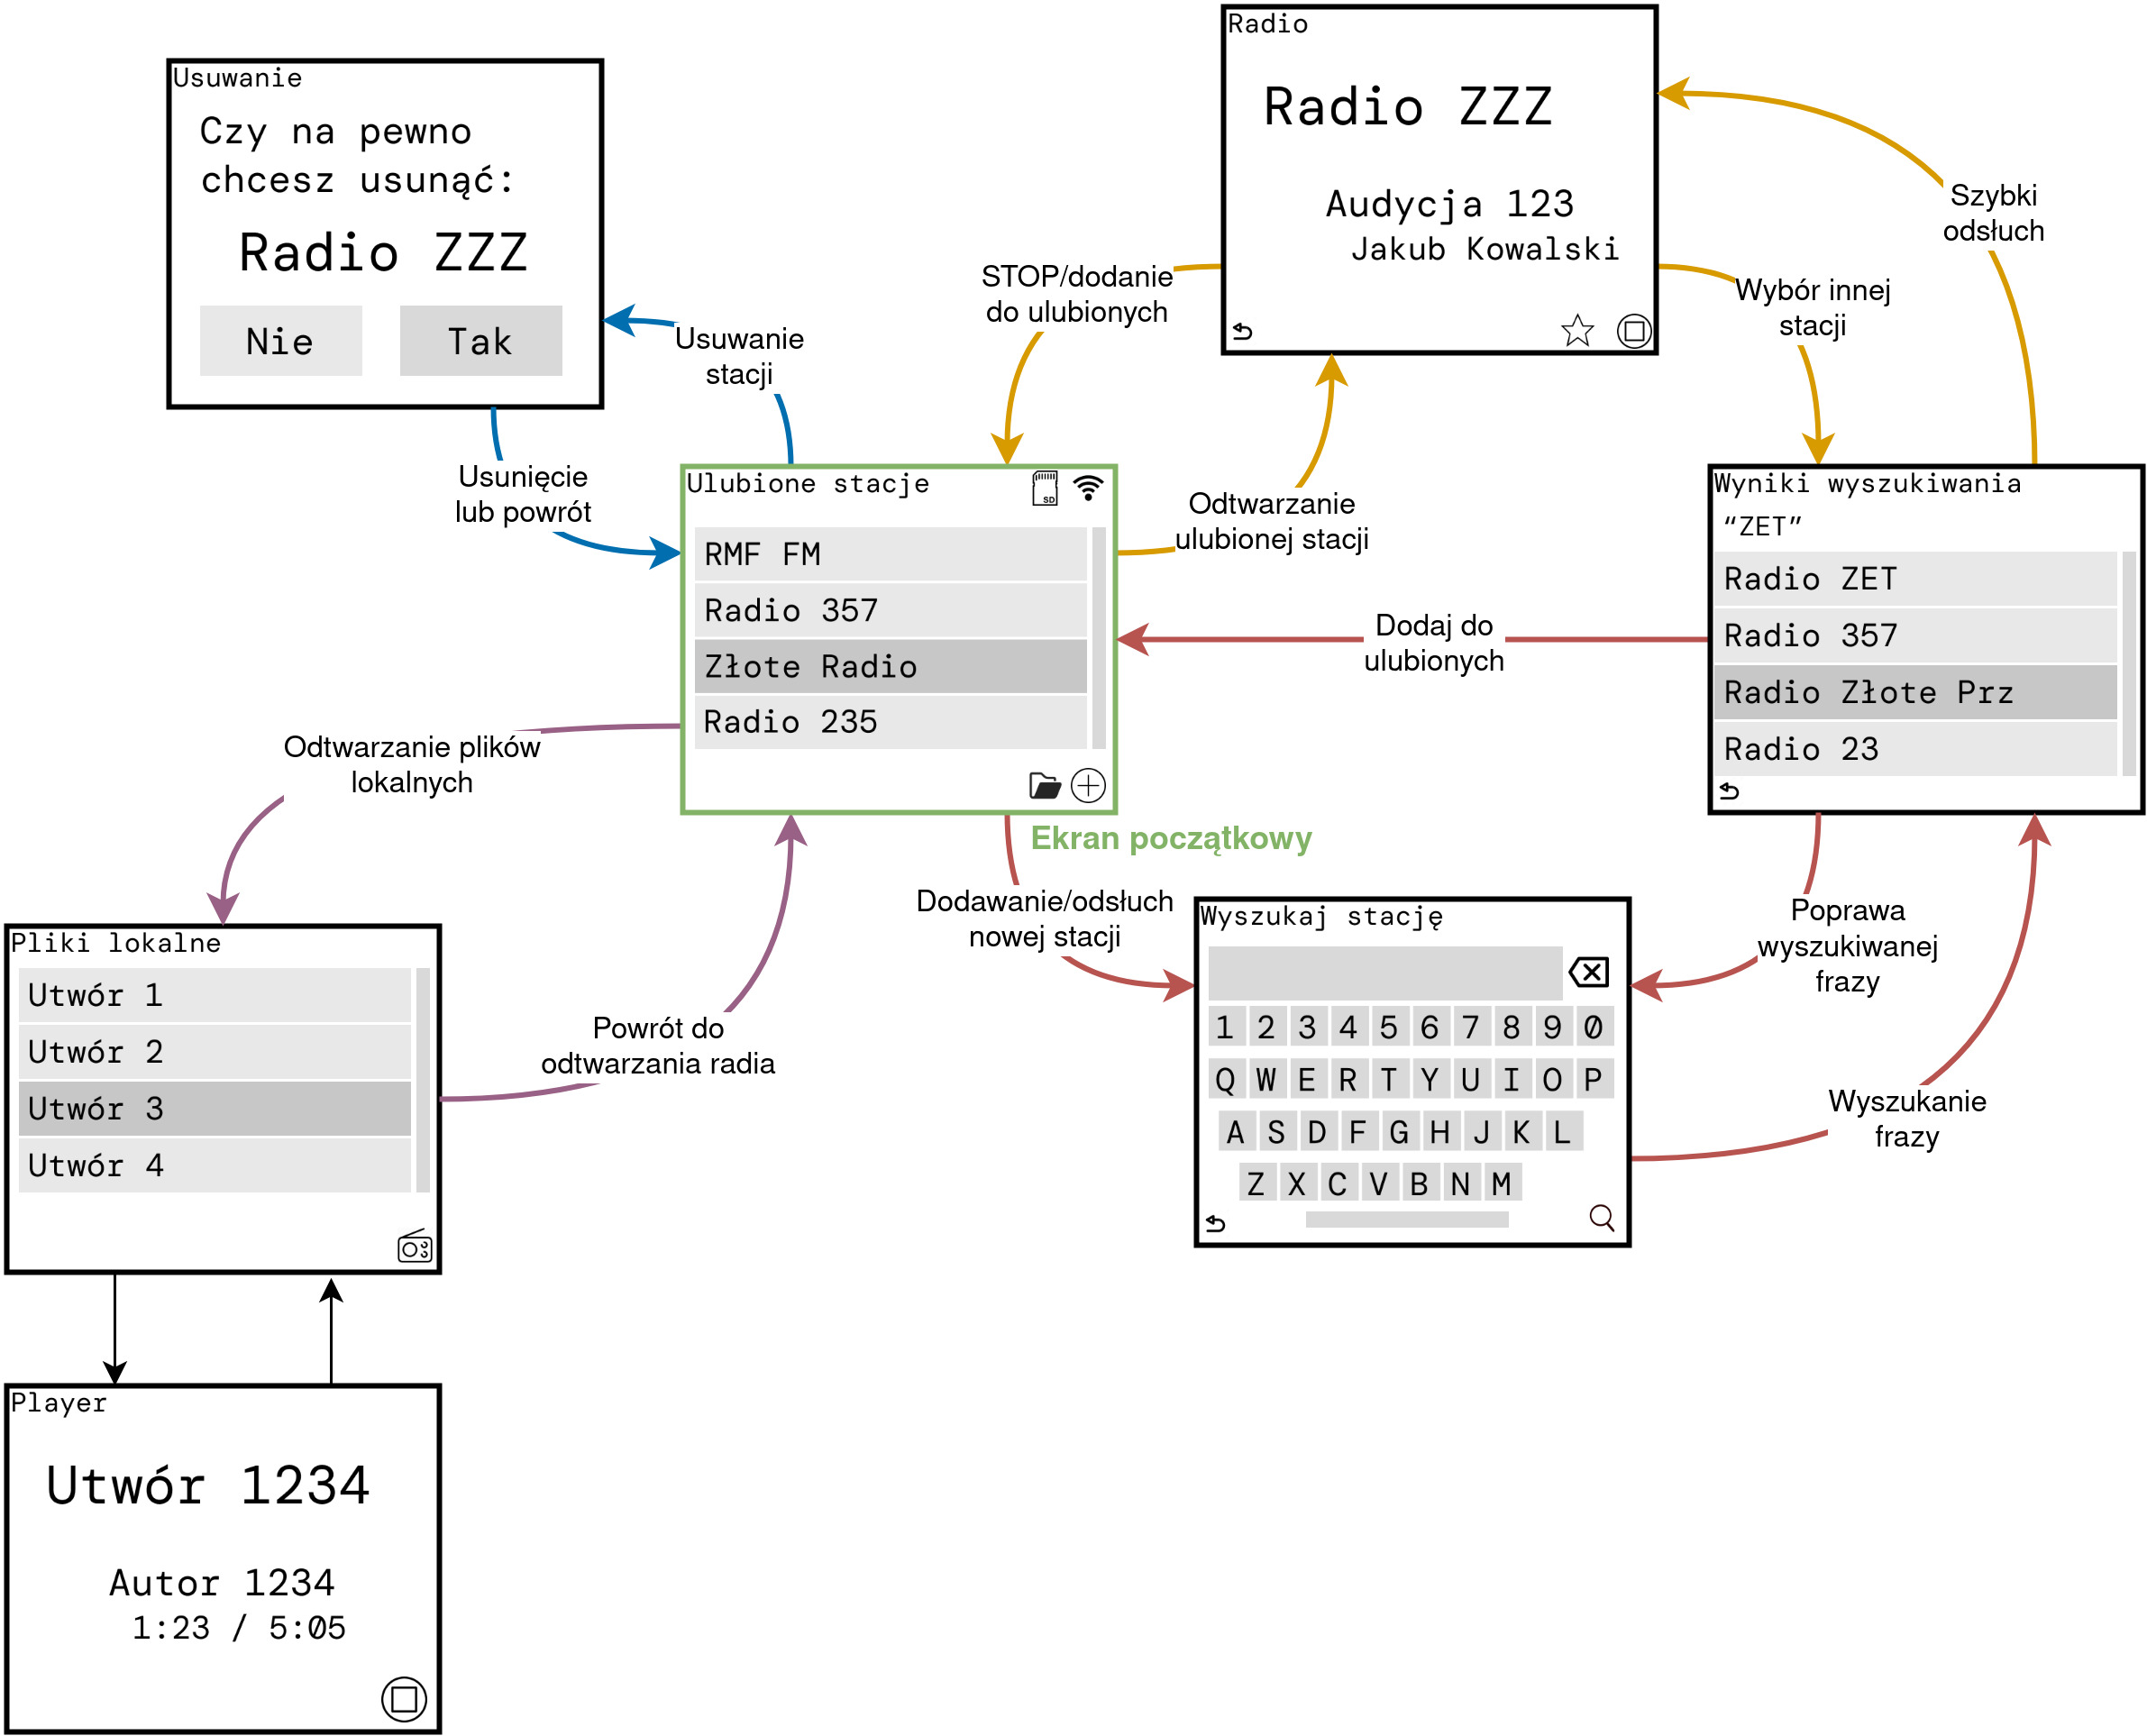 Usuwanie
Czy na pewno
chcesz usunąć:
Radio ZZZ
Nie
Tak
Radio
Radio ZZZ
Audycja 123
Jakub Kowalski
Szybki
odsłuch
STOP/dodanie
do ulubionych
Wybór innej
stacji
Usuwanie
stacji
Usunięcie
lub powrót
Odtwarzanie
ulubionej stacji
Ulubione stacje
SD
RMF FM
Radio 357
Złote Radio
Radio 235
Ekran początkowy
Wyniki wyszukiwania
“ZET”
Radio ZET
Radio 357
Radio Złote Prz
Radio 23
Dodaj do
ulubionych
Odtwarzanie plików
lokalnych
Dodawanie/odsłuch
nowej stacji
Poprawa
wyszukiwanej
frazy
Pliki lokalne
Utwór 1
Utwór 2
Utwór 3
Utwór 4
Powrót do
odtwarzania radia
Wyszukaj stację
1 2 3 4 5 6 7 8 9 0
Q W E R T Y U I O P
A S D F G H J K L
Z X C V B N M
Wyszukanie
frazy
Player
Utwór 1234
Autor 1234
1:23 / 5:05